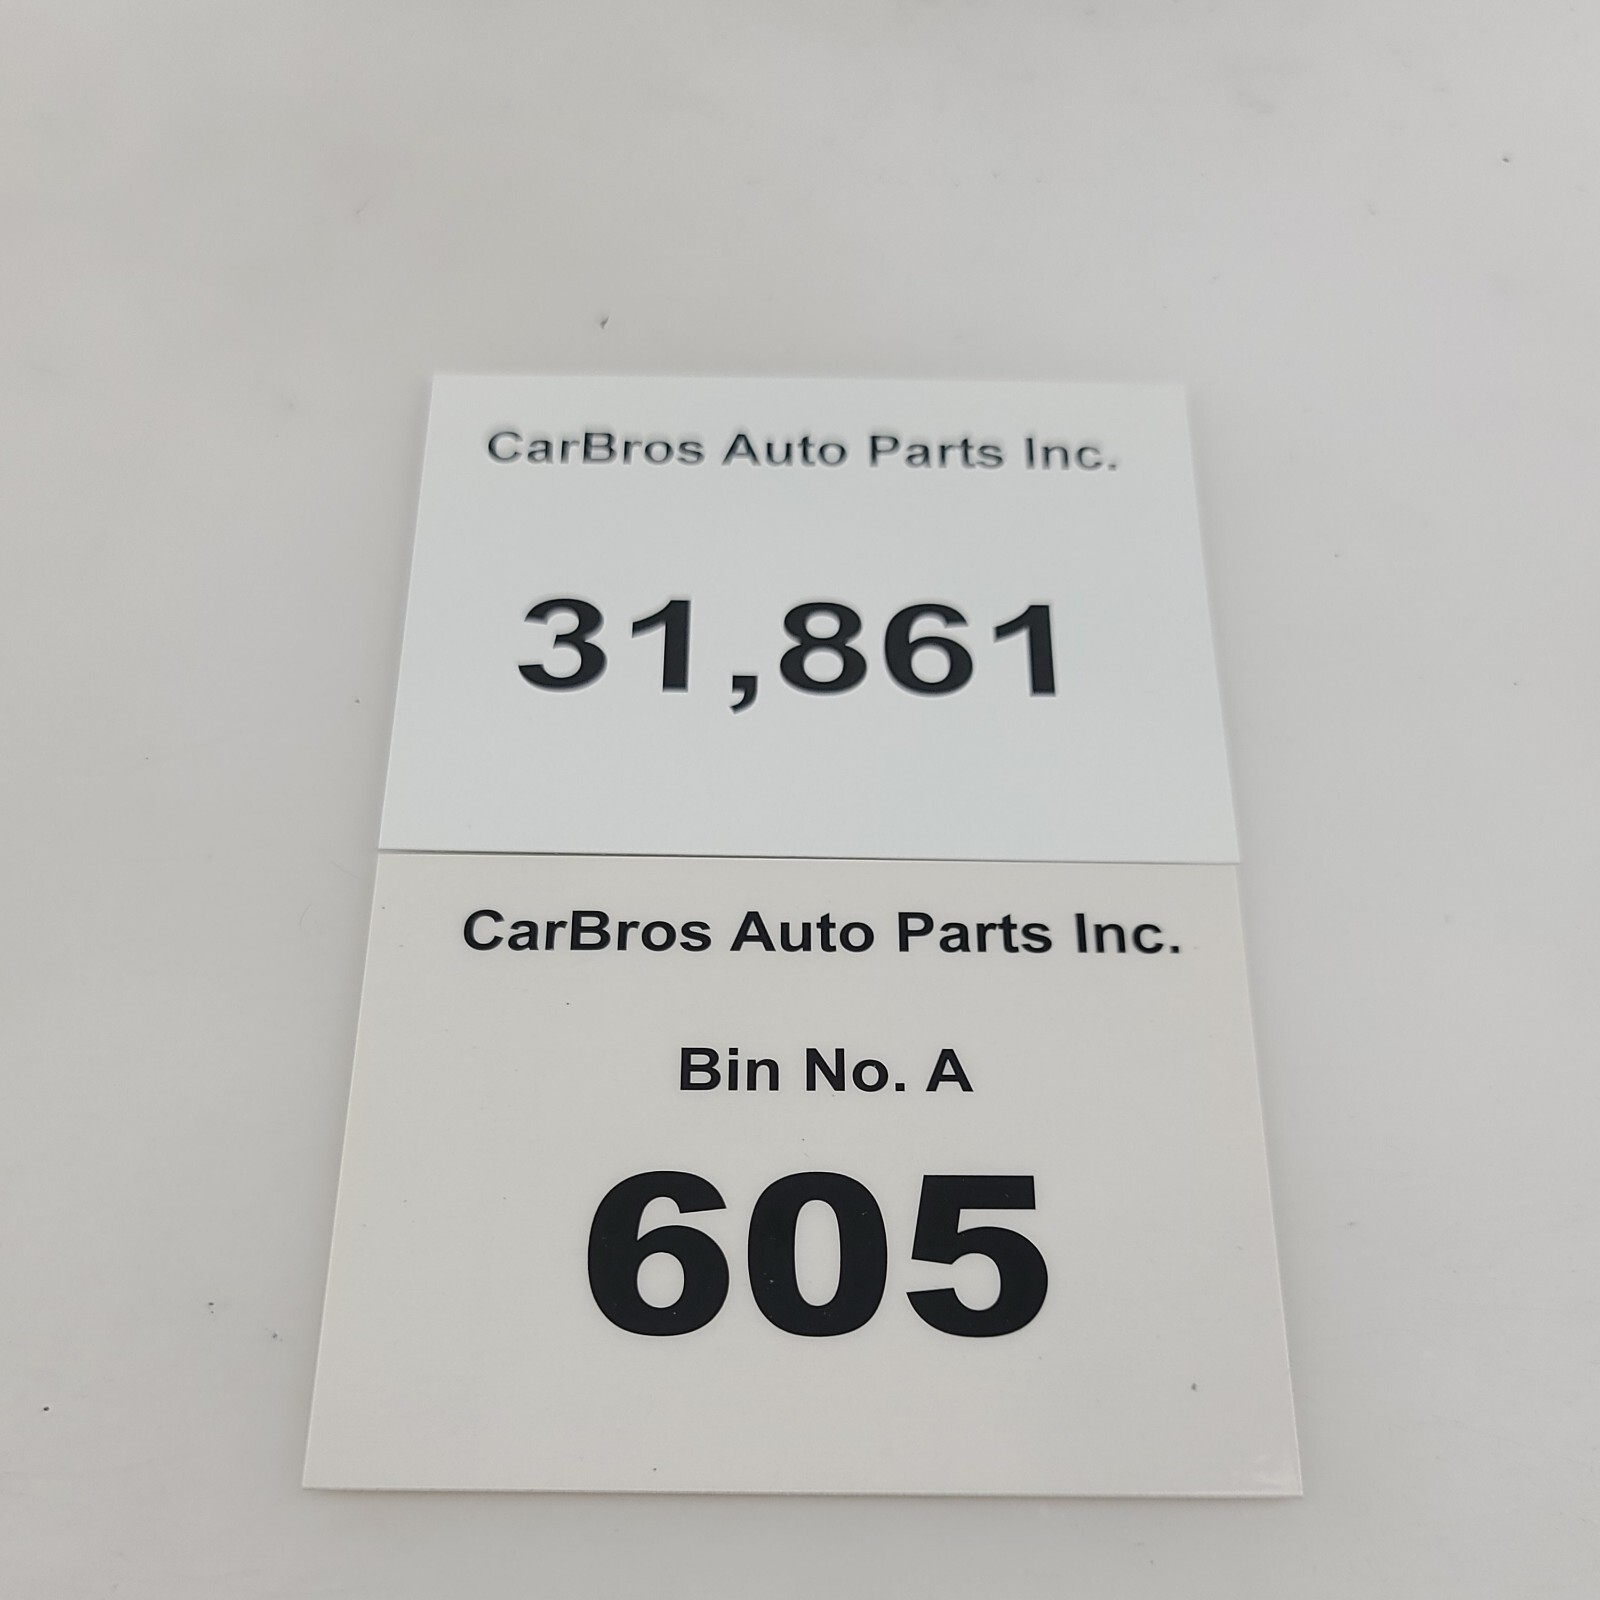 CarBros Auto Parts Inc.
31,861
CarBros Auto Parts Inc.
Bin No. A
605